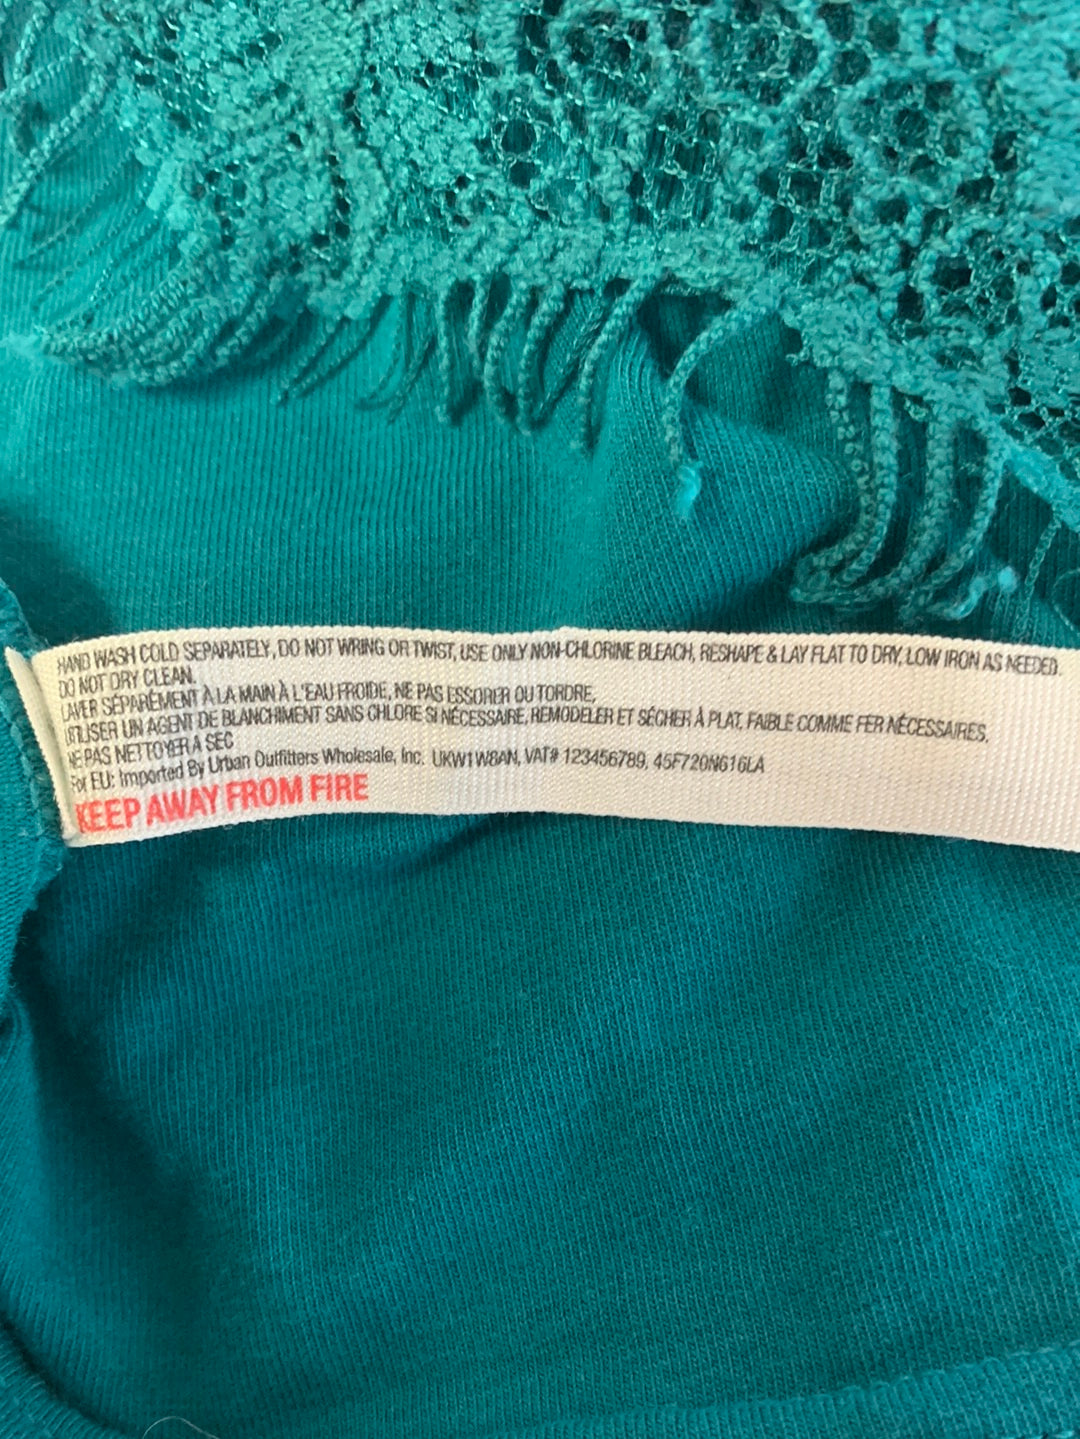 HAND WASH COLD SEPARATELY, DO NOT WRING OR TWIST, USE ONLY NON-CHLORINE BLEACH, RESHAPE & LAY FLAT TO DRY, LOW IRON AS NEEDED.
DO NOT DRY CLEAN.
LAVER SÉPARÉMENT À LA MAIN À L'EAU FROIDE, NE PAS ESSORER OU TORDRE,
UTILISER UN AGENT DE BLANCHIMENT SANS CHLORE SI NÉCESSAIRE, REMODELER ET SÉCHER À PLAT, FAIBLE COMME FER NÉCESSAIRES,
NE PAS NETTOYER A SEC
For EU: Imported By Urban Outfitters Wholesale, Inc. UKW1W8AN, VAT# 123456789, 45F720NG16LA
KEEP AWAY FROM FIRE